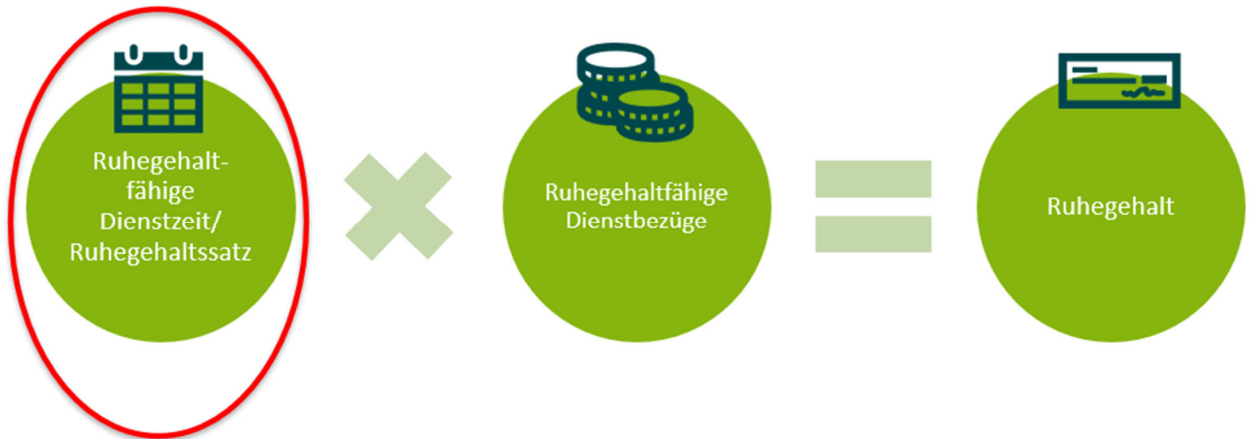 Ruhegehalt-
fähige
Dienstzeit/
Ruhegehaltssatz
Ruhegehaltfähige
Dienstbezüge
Ruhegehalt